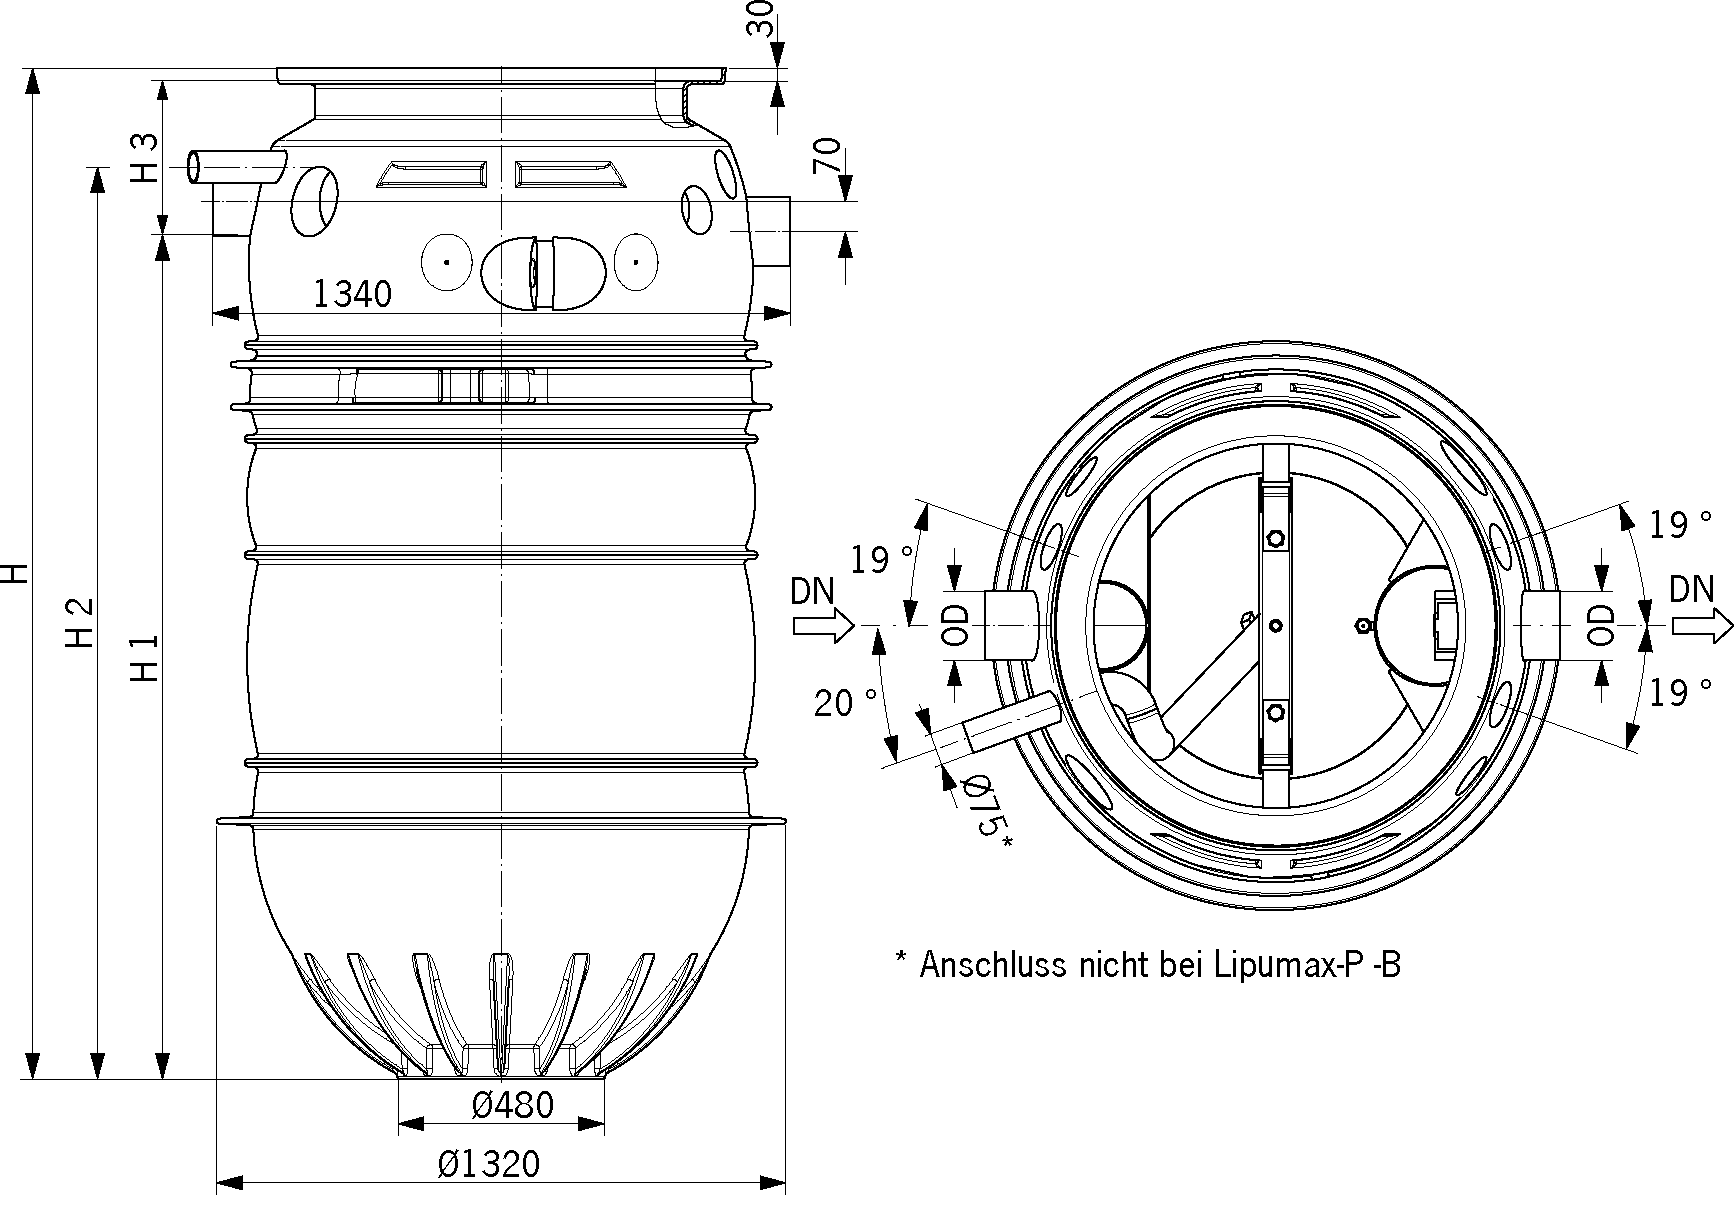 30
H3
70
1340
H
H2
H1
Ø480
Ø1320
19°
19°
DN
OD
OD
DN
20°
19°
Ø75*
* Anschluss nicht bei Lipumax-P -B